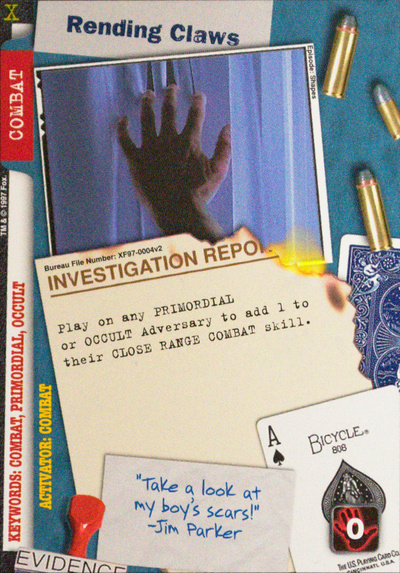 X
Rending Claws
COMBAT
Episode: Shapes
TM & © 1997 Fox.
Bureau File Number: XF97-0004v2
INVESTIGATION REPO
Play on any PRIMORDIAL
or OCCULT Adversary to add 1 to
their CLOSE RANGE COMBAT skill.
KEYWORDS: COMBAT, PRIMORDIAL, OCCULT
ACTIVATOR: COMBAT
A
BICYCLE®
808
0
THE U.S. PLAYING CARD CO.
CINCINNATI, U.S.A.
"Take a look at
my boy's scars!"
-Jim Parker
EVIDENCE